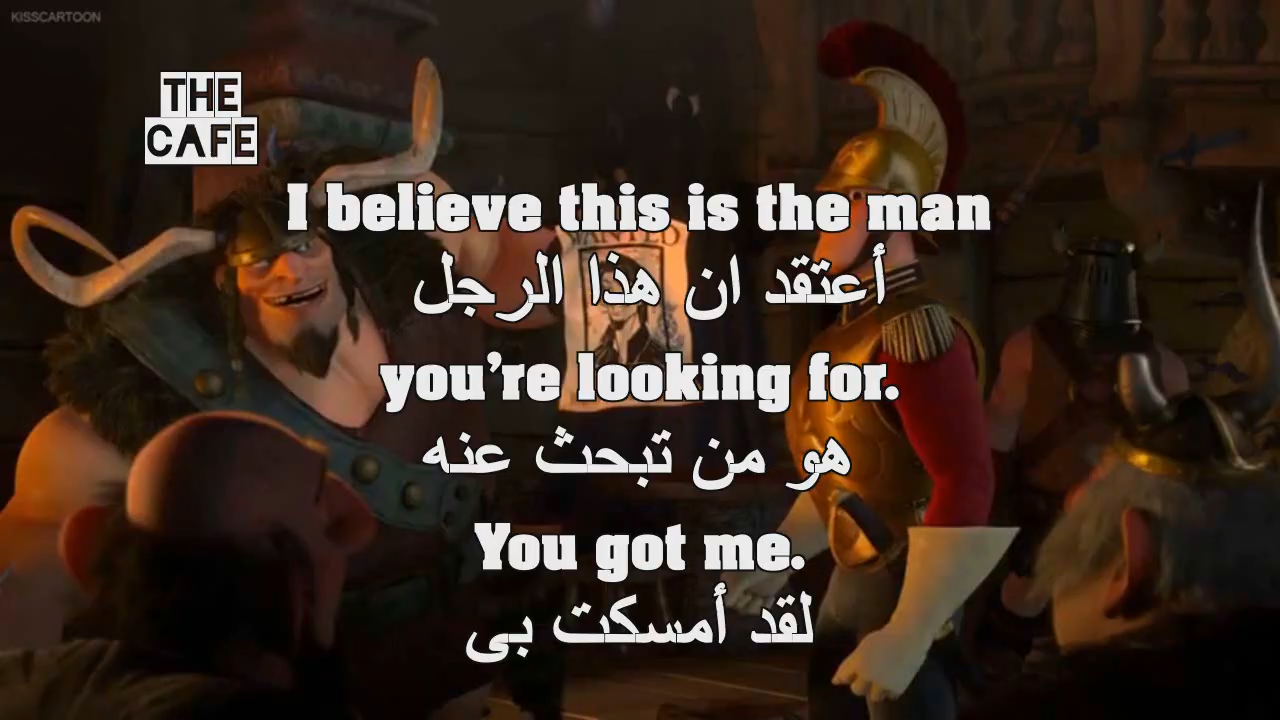 KISSCARTOON
THE
CAFE
I believe this is the man
أعتقد ان هذا الرجل
WANTED
you're looking for.
هو من تبحث عنه
You got me.
لقد أمسكت بى